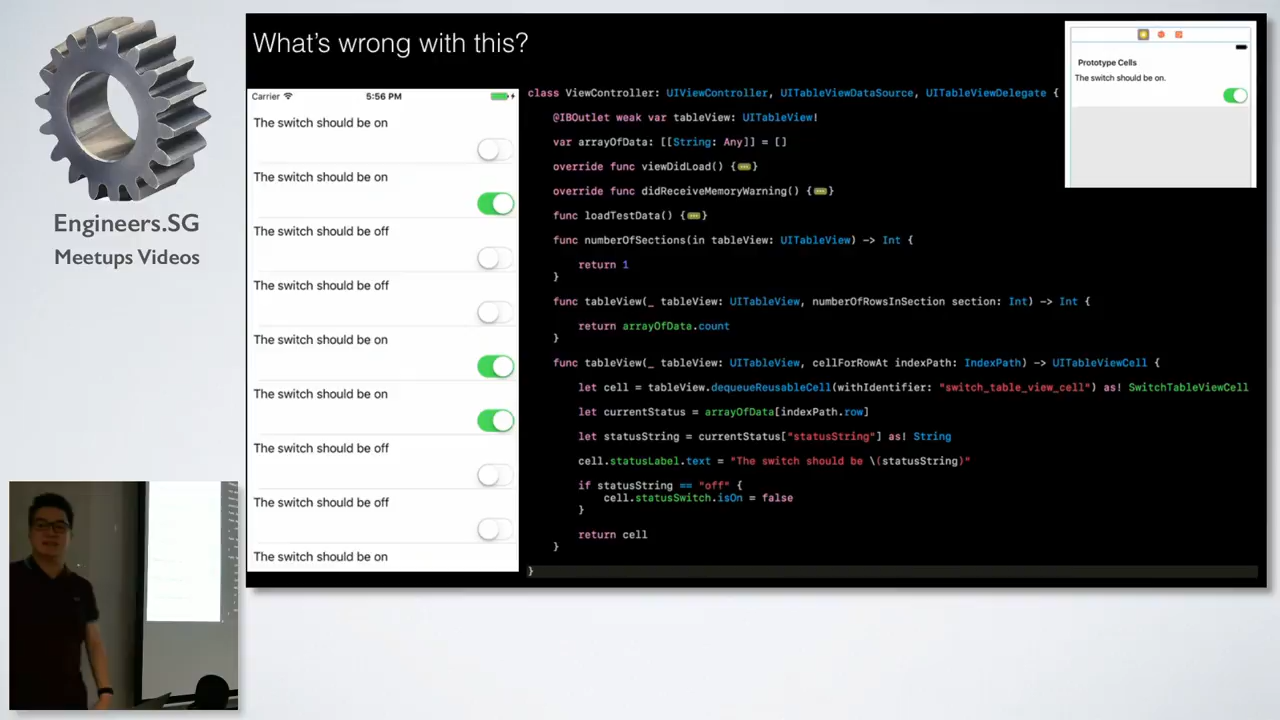 What's wrong with this?
Engineers.SG
Meetups Videos
Carrier
5:56 PM
The switch should be on
The switch should be on
The switch should be off
The switch should be off
The switch should be on
The switch should be on
The switch should be off
The switch should be off
The switch should be on
class ViewController: UIViewController, UITableViewDataSource, UITableViewDelegate {
@IBOutlet weak var tableView: UITableView!
var arrayOfData: [[String: Any]] = []
override func viewDidLoad() {...}
override func didReceiveMemoryWarning() {...}
func loadTestData() {...}
func numberOfSections(in tableView: UITableView) -> Int {
return 1
}
func tableView(_ tableView: UITableView, numberOfRowsInSection section: Int) -> Int {
return arrayOfData.count
}
func tableView(_ tableView: UITableView, cellForRowAt indexPath: IndexPath) -> UITableViewCell {
let cell = tableView.dequeueReusableCell(withIdentifier: "switch_table_view_cell") as! SwitchTableViewCell
let currentStatus = arrayOfData[indexPath.row]
let statusString = currentStatus["statusString"] as! String
cell.statusLabel.text = "The switch should be \(statusString)"
if statusString == "off" {
cell.statusSwitch.isOn = false
}
return cell
}
}
Prototype Cells
The switch should be on.